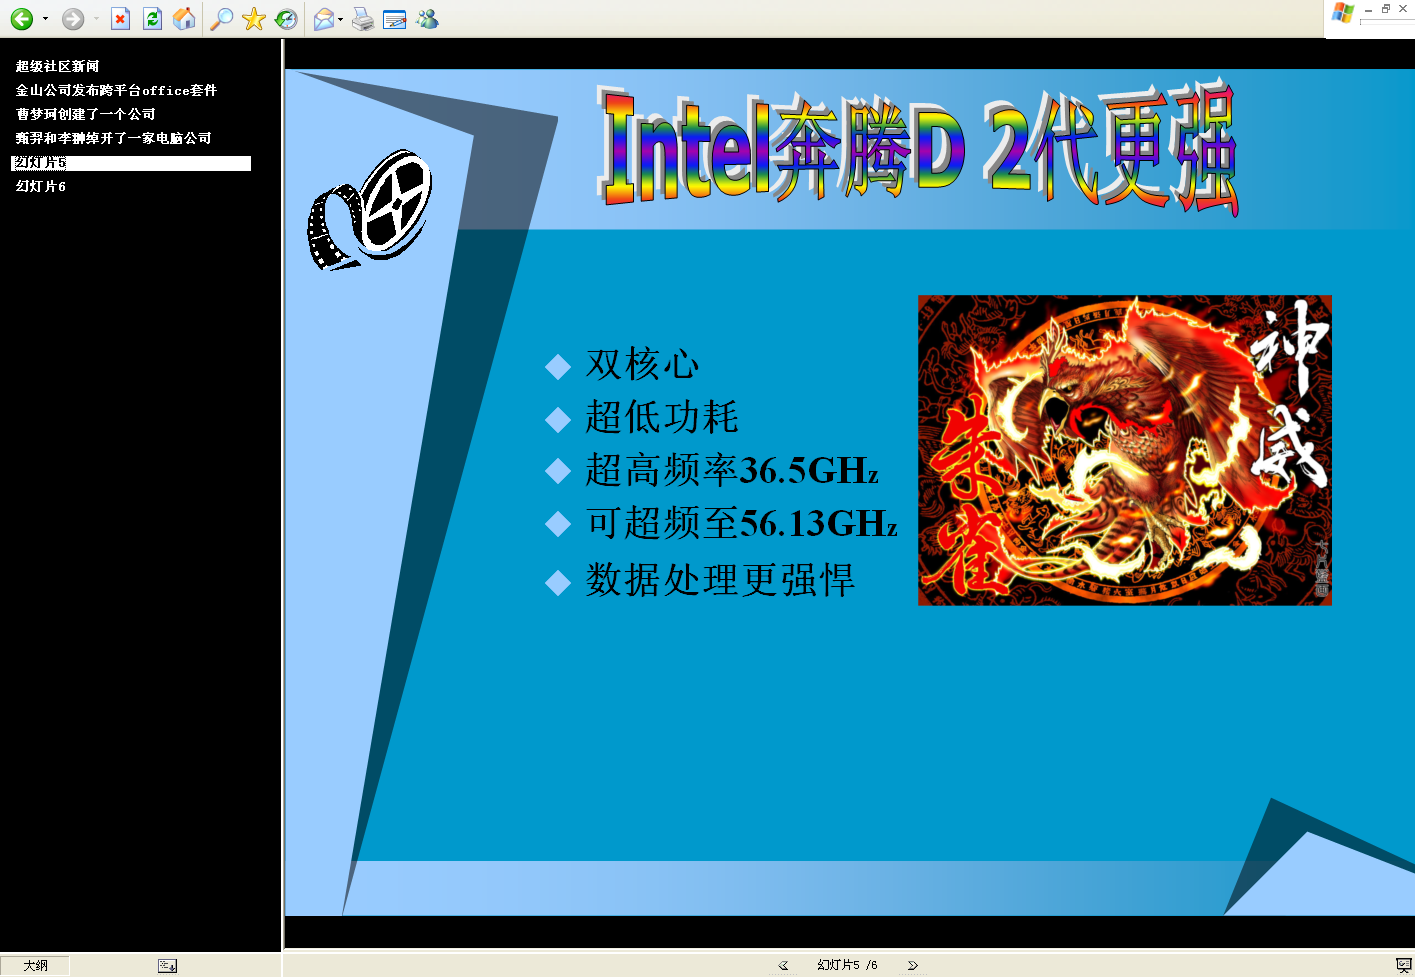 超级社区新闻
金山公司发布跨平台office套件
曹梦珂创建了一个公司
甄羿和李翀绰开了一家电脑公司
幻灯片5
幻灯片6
Intel奔腾D 2代更强
双核心
超低功耗
超高频率36.5GHz
可超频至56.13GHz
数据处理更强悍
神威
朱雀
大纲
幻灯片5 /6